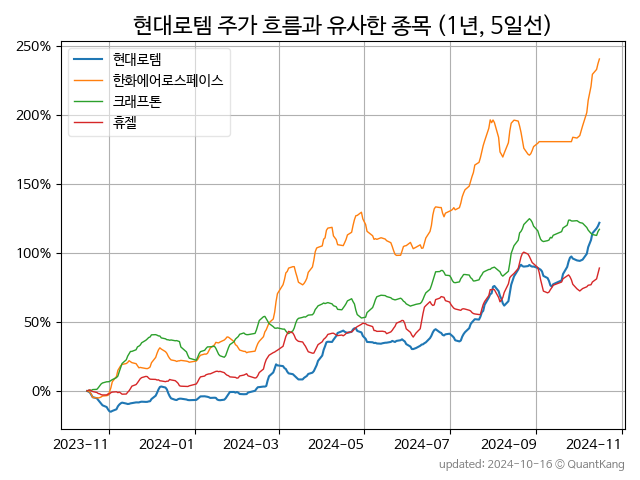 현대로템 주가 흐름과 유사한 종목 (1년, 5일선)
250%
200%
150%
100%
50%
0%
현대로템
한화에어로스페이스
크래프톤
휴젤
2023-11
2024-01
2024-03
2024-05
2024-07
2024-09
2024-11
updated: 2024-10-16 © QuantKang